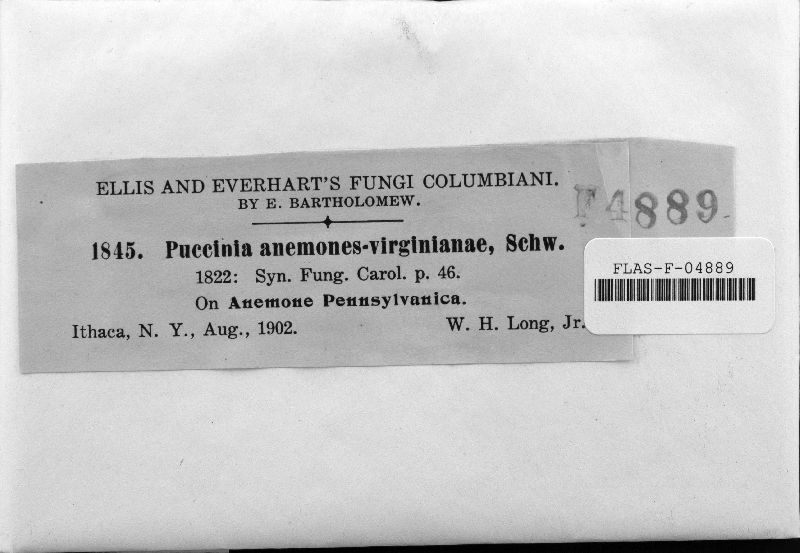 ELLIS AND EVERHART'S FUNGI COLUMBIANI.
BY E. BARTHOLOMEW.
F4889
1845. Puccinia anemones-virginianae, Schw.
1822: Syn. Fung. Carol. p. 46.
On Anemone Pennsylvanica.
Ithaca, N. Y., Aug., 1902. W. H. Long, Jr.
FLAS-F-04889